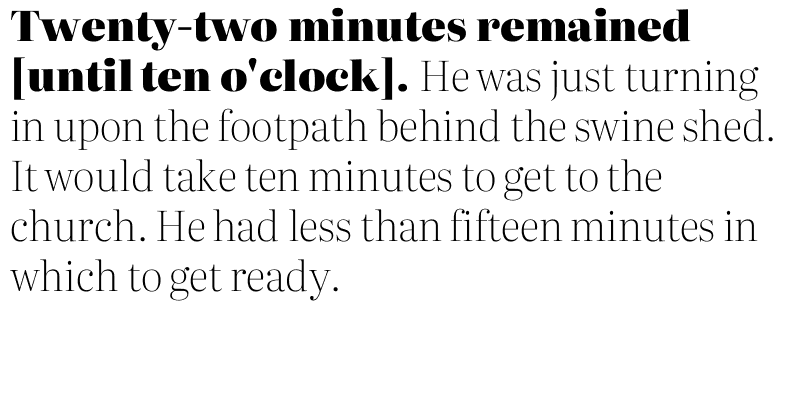 Twenty-two minutes remained
[until ten o'clock]. He was just turning
in upon the footpath behind the swine shed.
It would take ten minutes to get to the
church. He had less than fifteen minutes in
which to get ready.